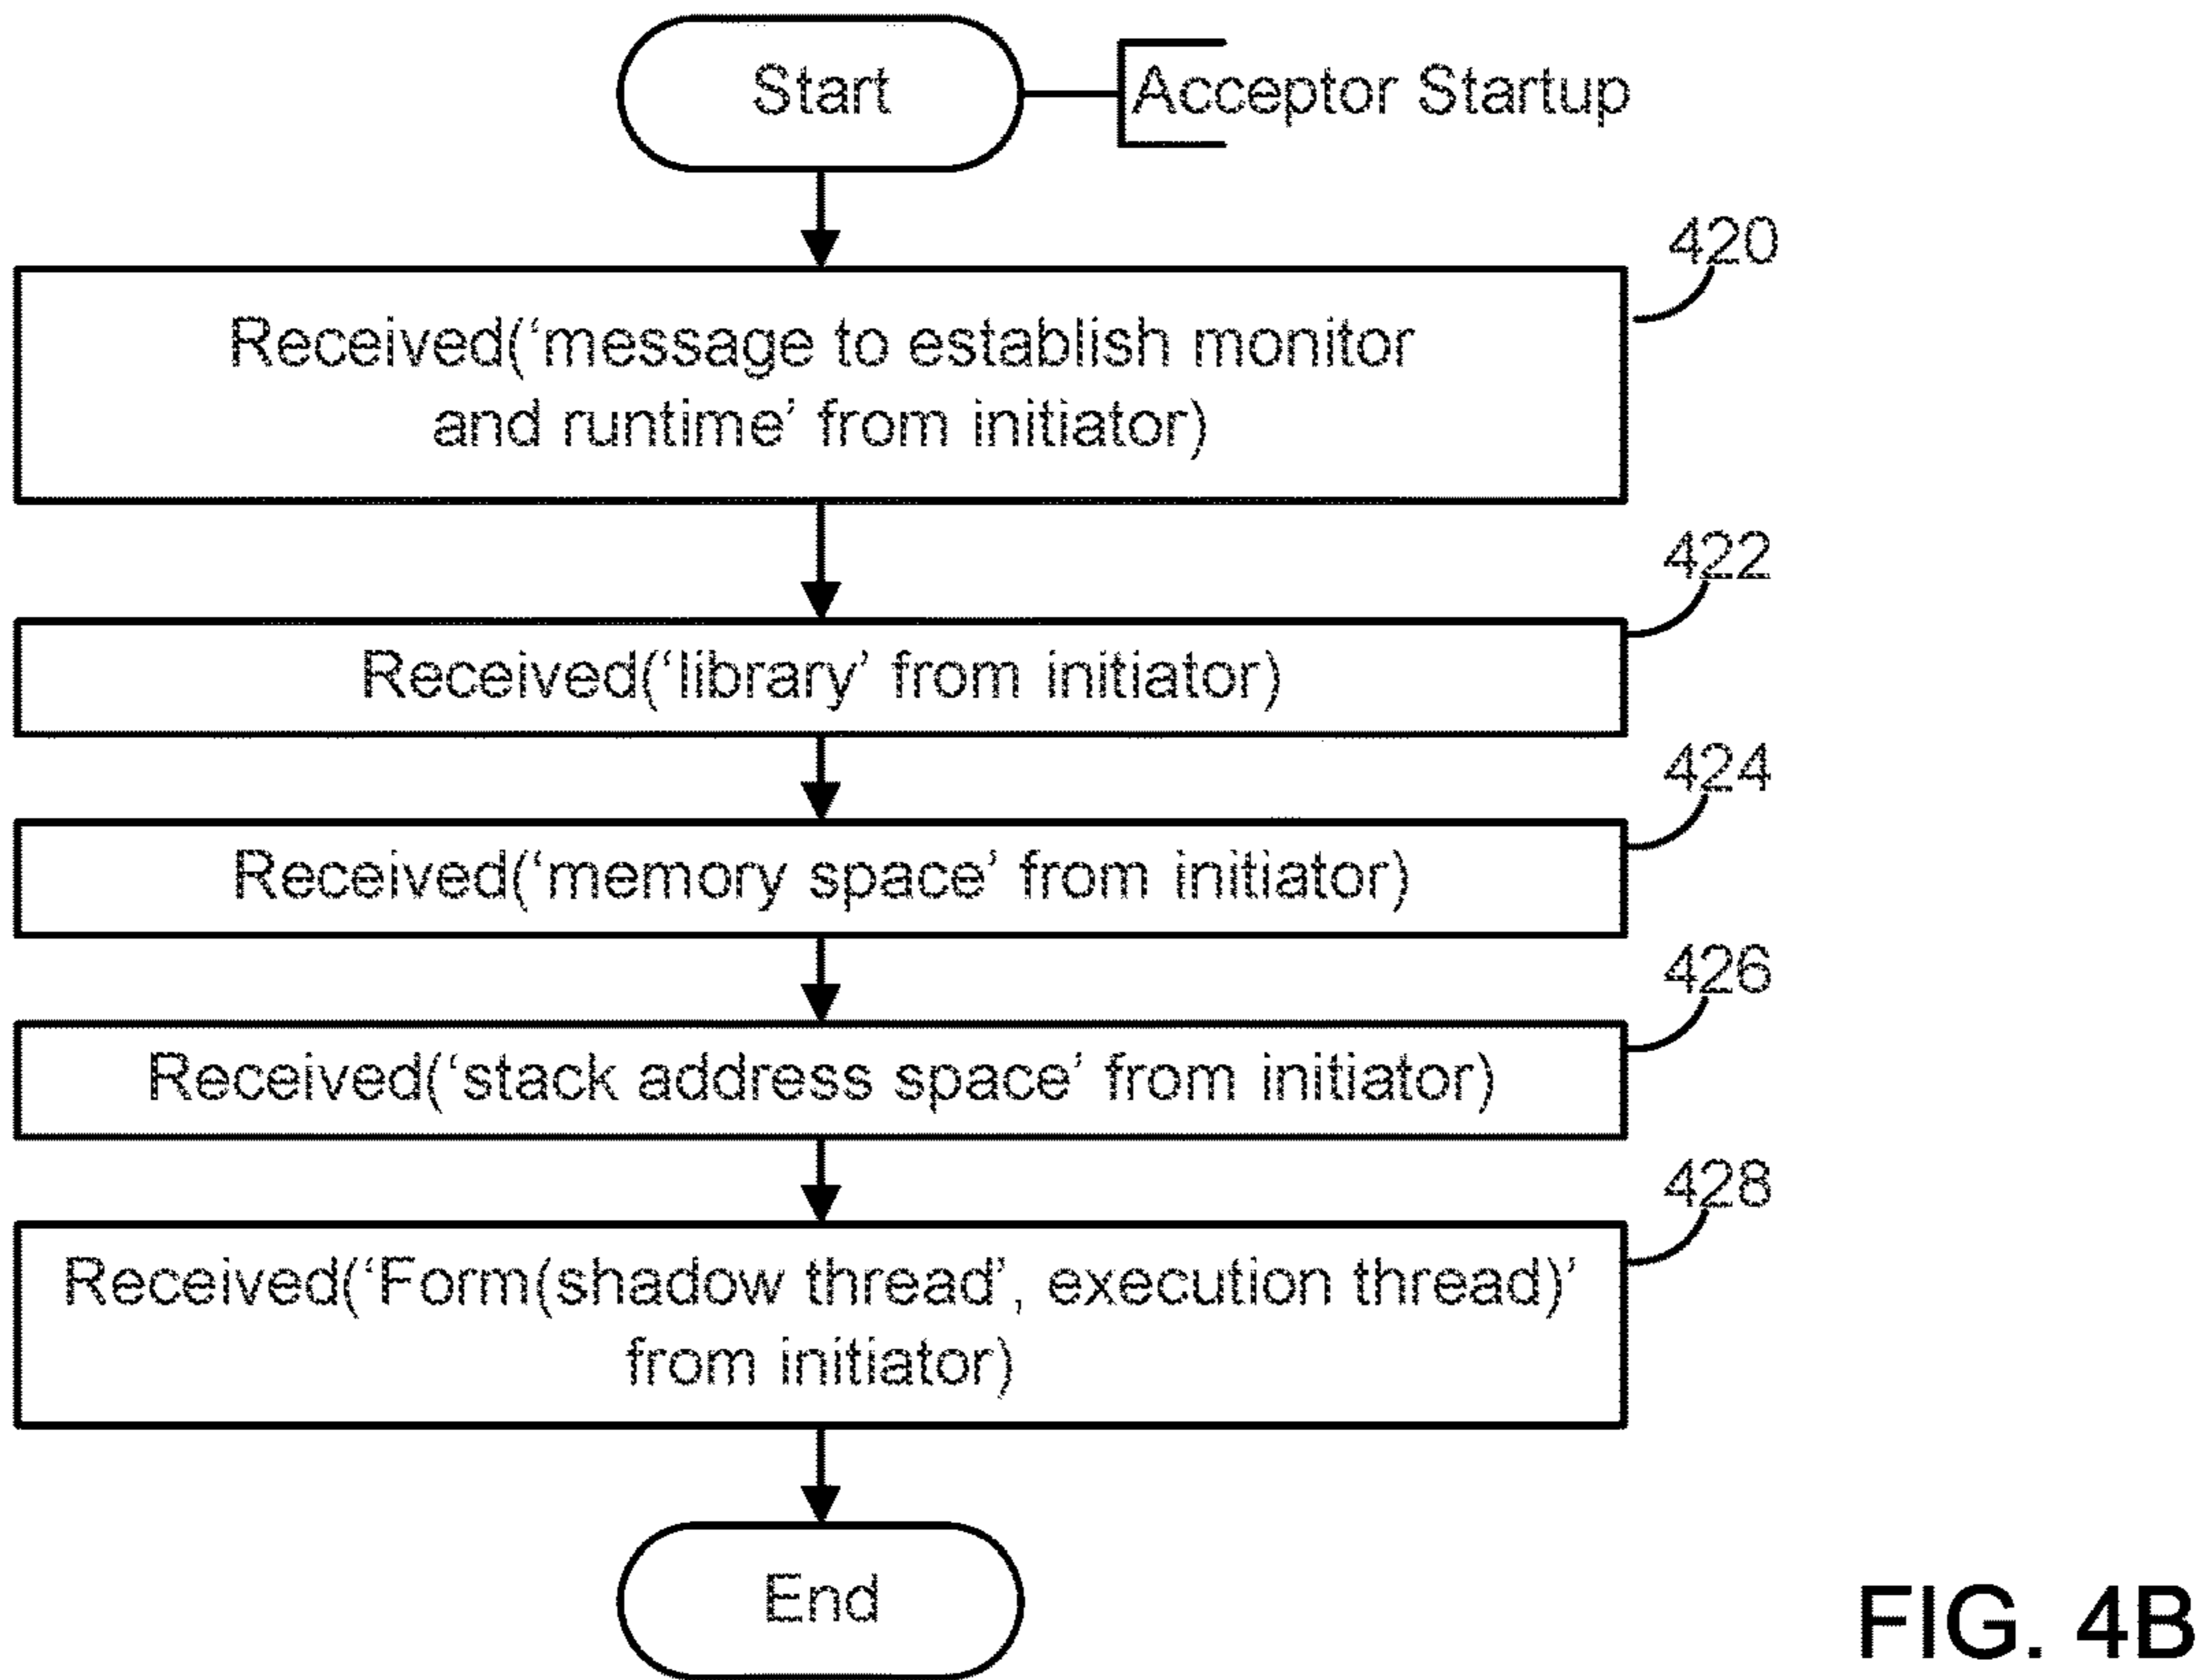 Start
Acceptor Startup
420
Received(‘message to establish monitor
and runtime’ from initiator)
422
Received(‘library’ from initiator)
424
Received(‘memory space’ from initiator)
426
Received(‘stack address space’ from initiator)
428
Received(‘Form(shadow thread’, execution thread)’
from initiator)
End
FIG. 4B